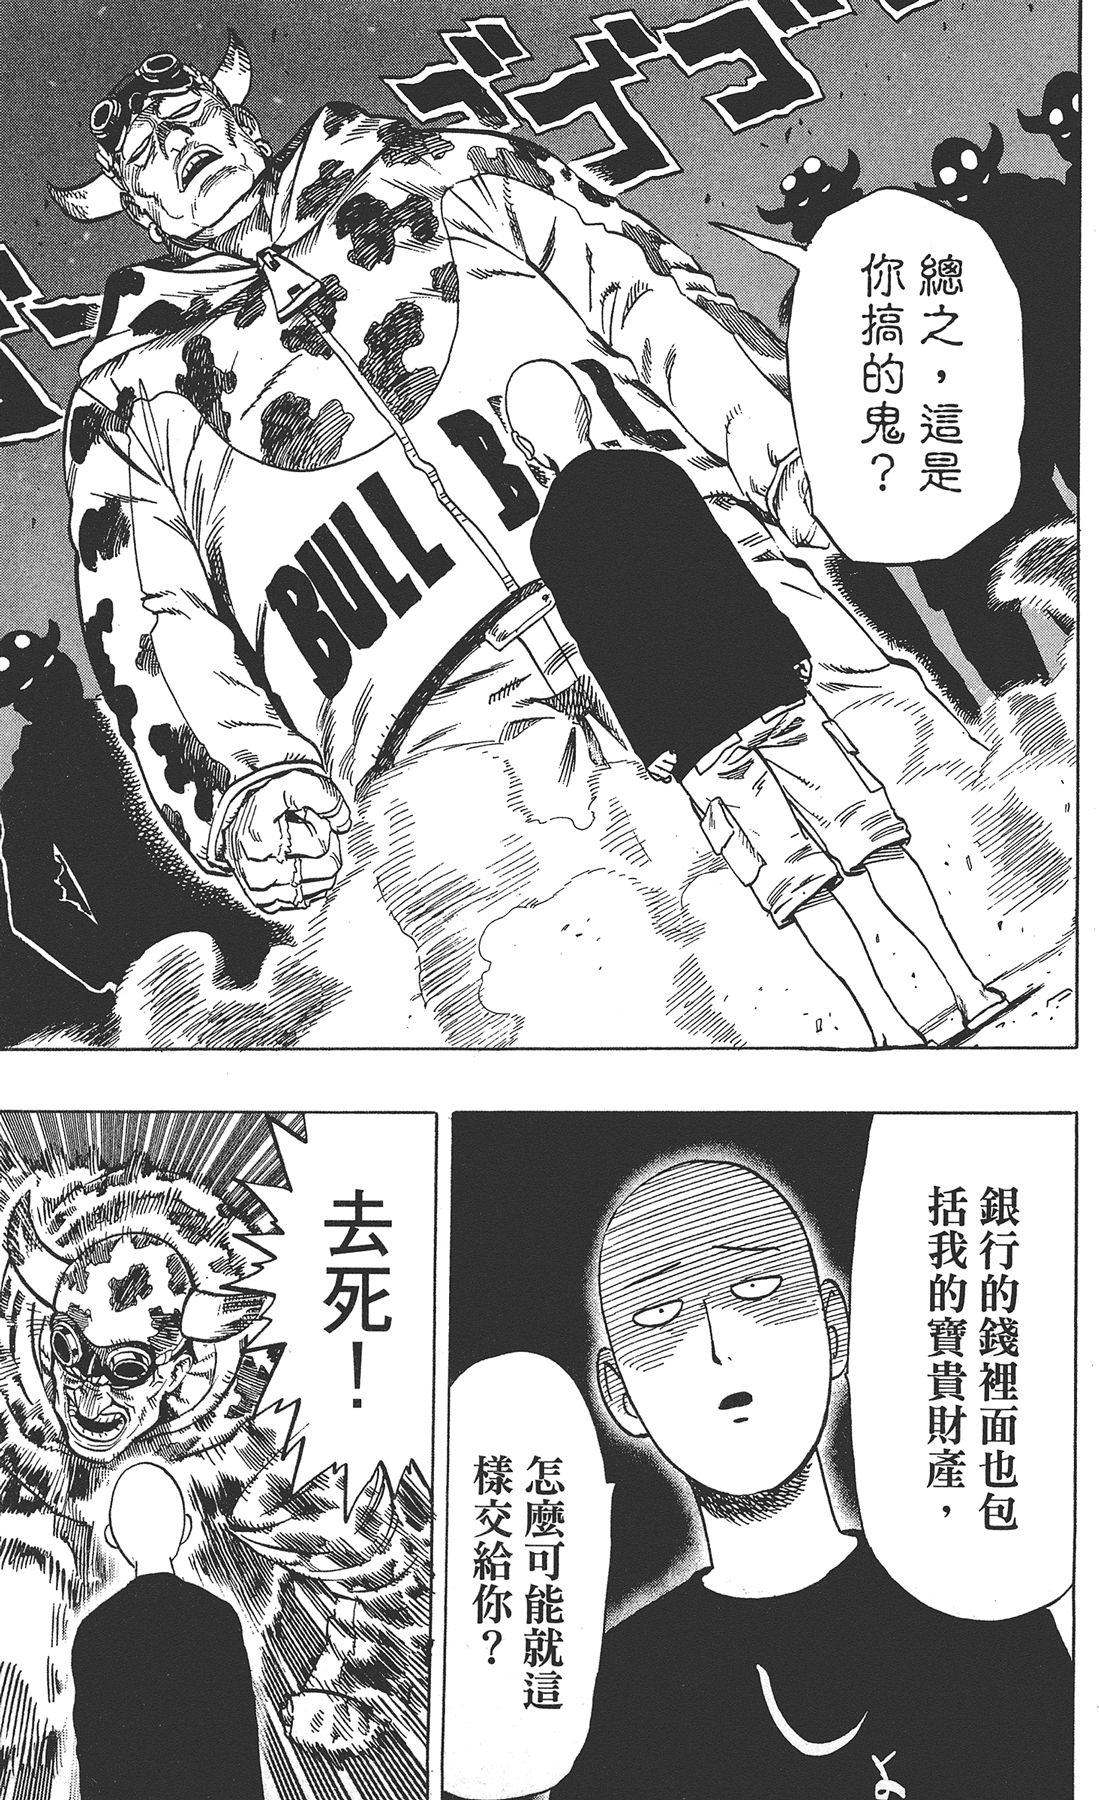 ゴゴゴ
總之，這是
你搞的鬼？
BULL B
銀行的錢裡面也包
括我的寶貴財產，
怎麼可能就這
樣交給你？
去死！